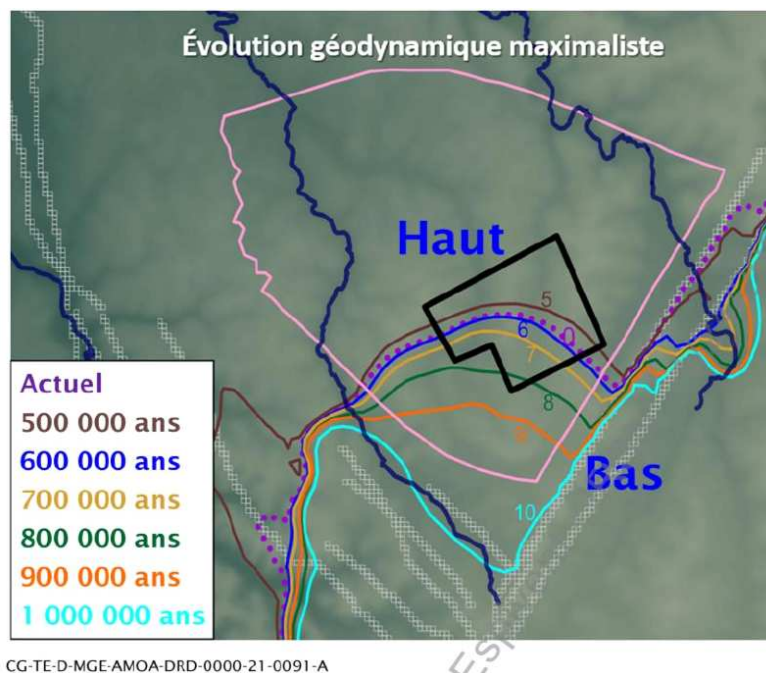 Évolution géodynamique maximaliste
Haut
5
6
0
7
8
9
10
Bas
Actuel
500 000 ans
600 000 ans
700 000 ans
800 000 ans
900 000 ans
1 000 000 ans
CG-TE-D-MGE-AMOA-DRD-0000-21-0091-A